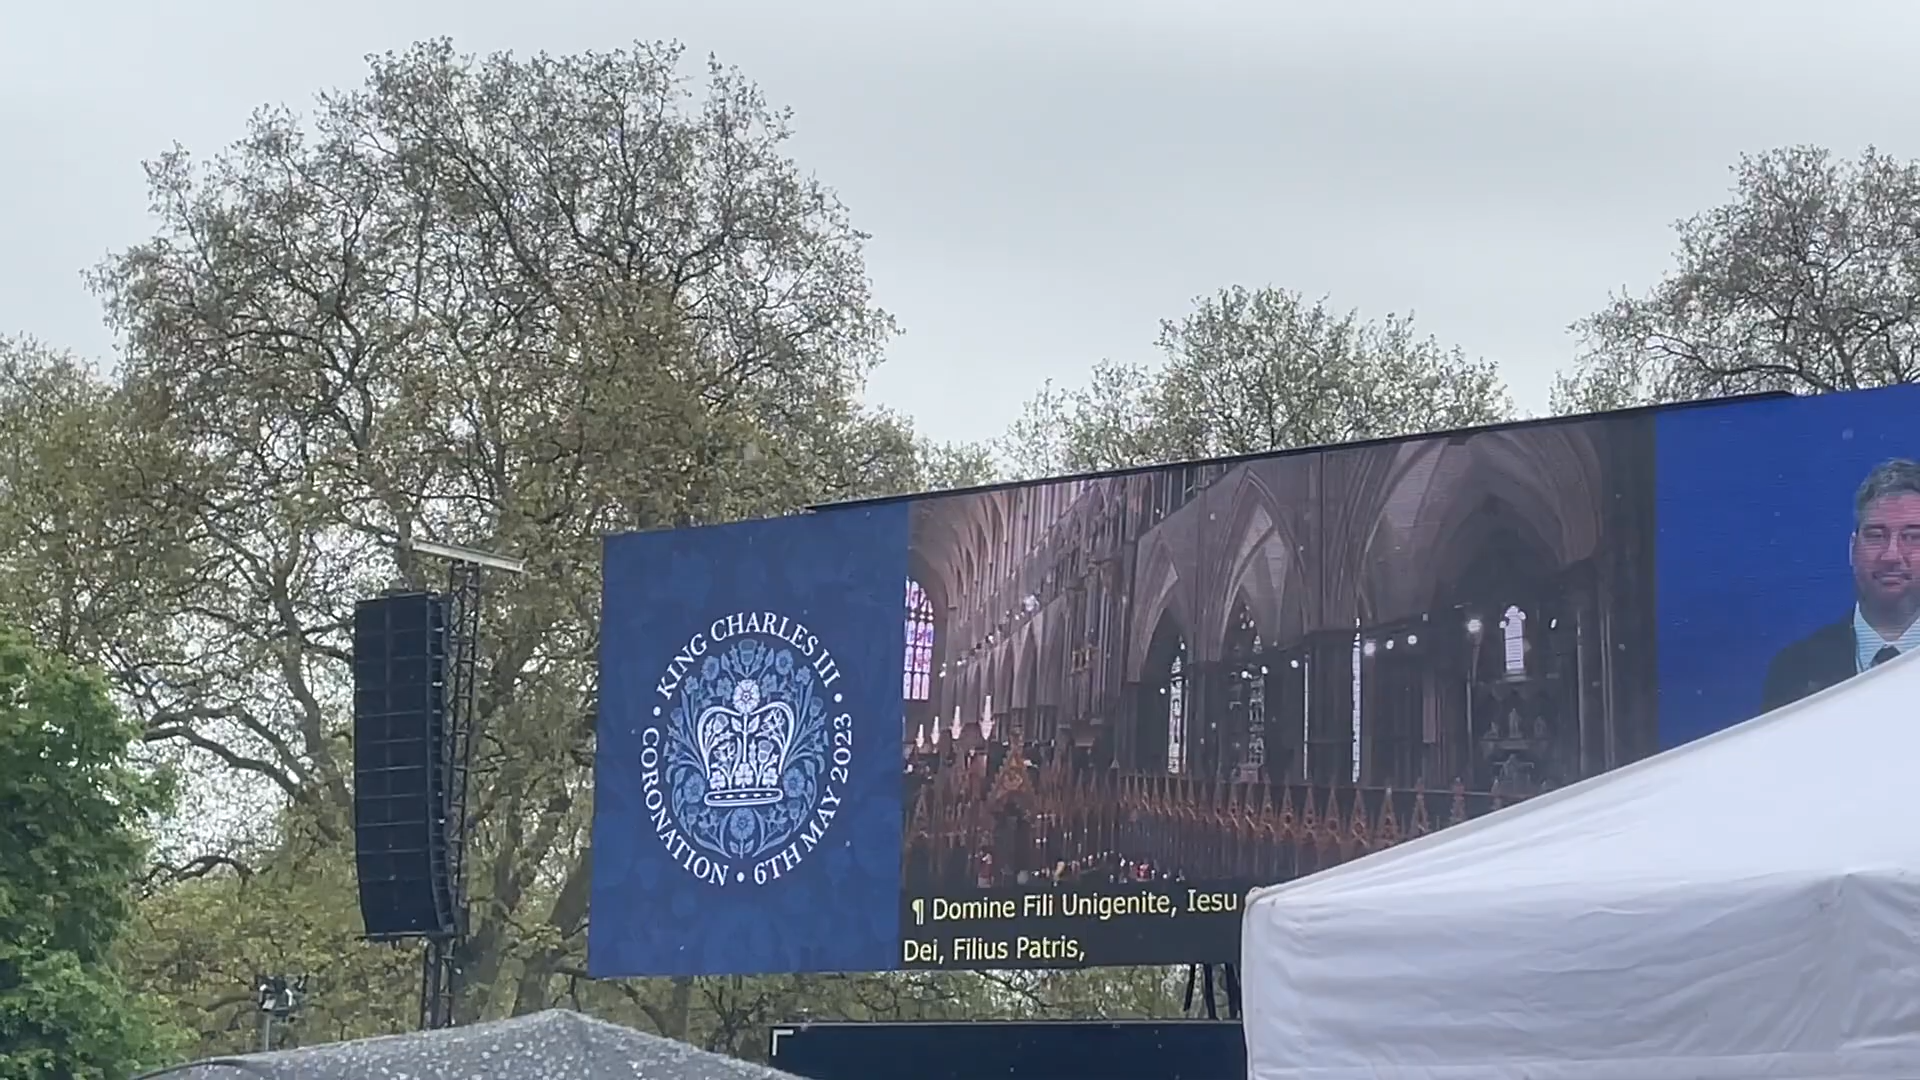 KING CHARLES III • CORONATION • 6TH MAY 2023
¶ Domine Fili Unigenite, Iesu
Dei, Filius Patris,